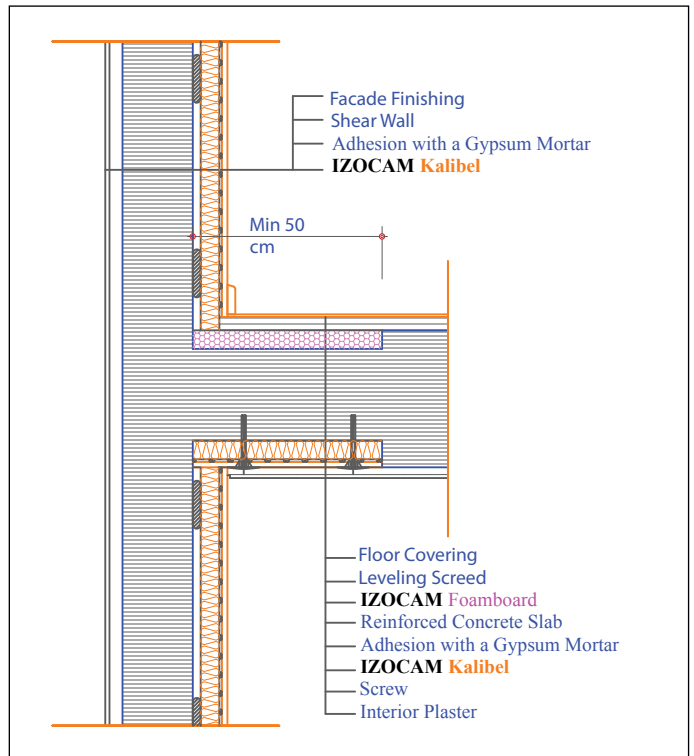 Facade Finishing
Shear Wall
Adhesion with a Gypsum Mortar
IZOCAM Kalibel
Min 50
cm
Floor Covering
Leveling Screed
IZOCAM Foamboard
Reinforced Concrete Slab
Adhesion with a Gypsum Mortar
IZOCAM Kalibel
Screw
Interior Plaster